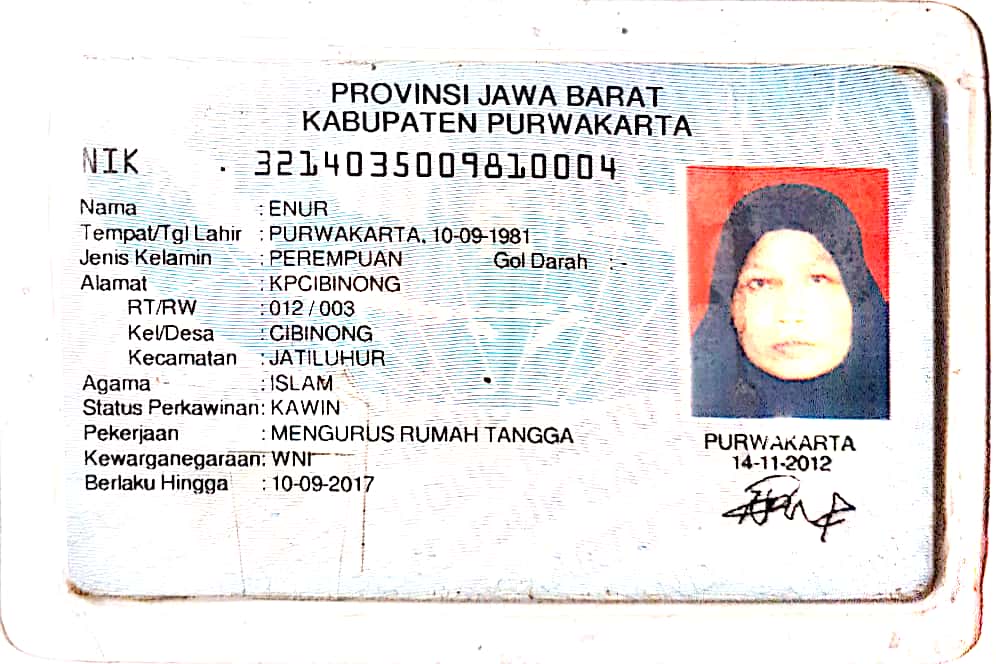 PROVINSI JAWA BARAT
KABUPATEN PURWAKARTA
NIK : 3214035009810004
Nama : ENUR
Tempat/Tgl Lahir : PURWAKARTA, 10-09-1981
Jenis Kelamin : PEREMPUAN Gol Darah : -
Alamat : KPCIBINONG
RT/RW : 012 / 003
Kel/Desa : CIBINONG
Kecamatan : JATILUHUR
Agama : ISLAM
Status Perkawinan: KAWIN
Pekerjaan : MENGURUS RUMAH TANGGA
Kewarganegaraan: WNI
Berlaku Hingga : 10-09-2017
PURWAKARTA
14-11-2012